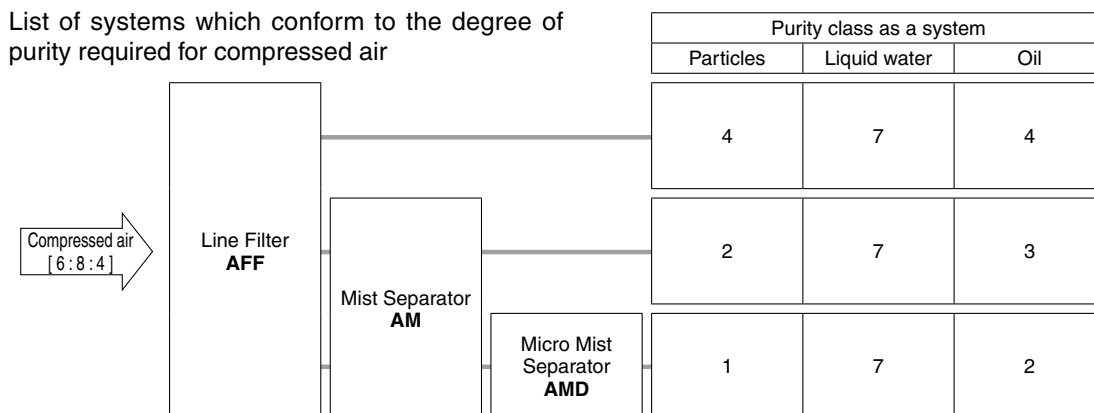 List of systems which conform to the degree of
purity required for compressed air
Purity class as a system
Particles Liquid water Oil
4 7 4
Compressed air
[ 6 : 8 : 4 ]
Line Filter
AFF
2 7 3
Mist Separator
AM
Micro Mist
Separator
AMD
1 7 2